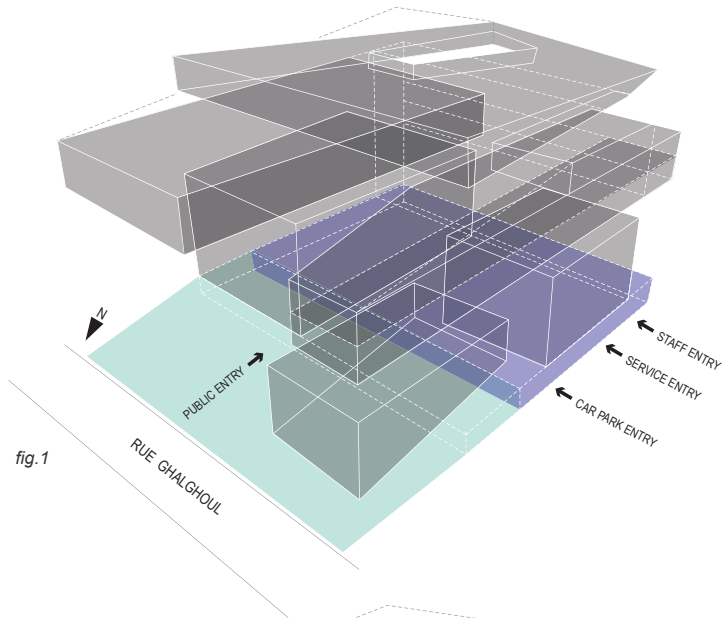 N
PUBLIC ENTRY
STAFF ENTRY
SERVICE ENTRY
CAR PARK ENTRY
fig.1
RUE GHALGHOUL